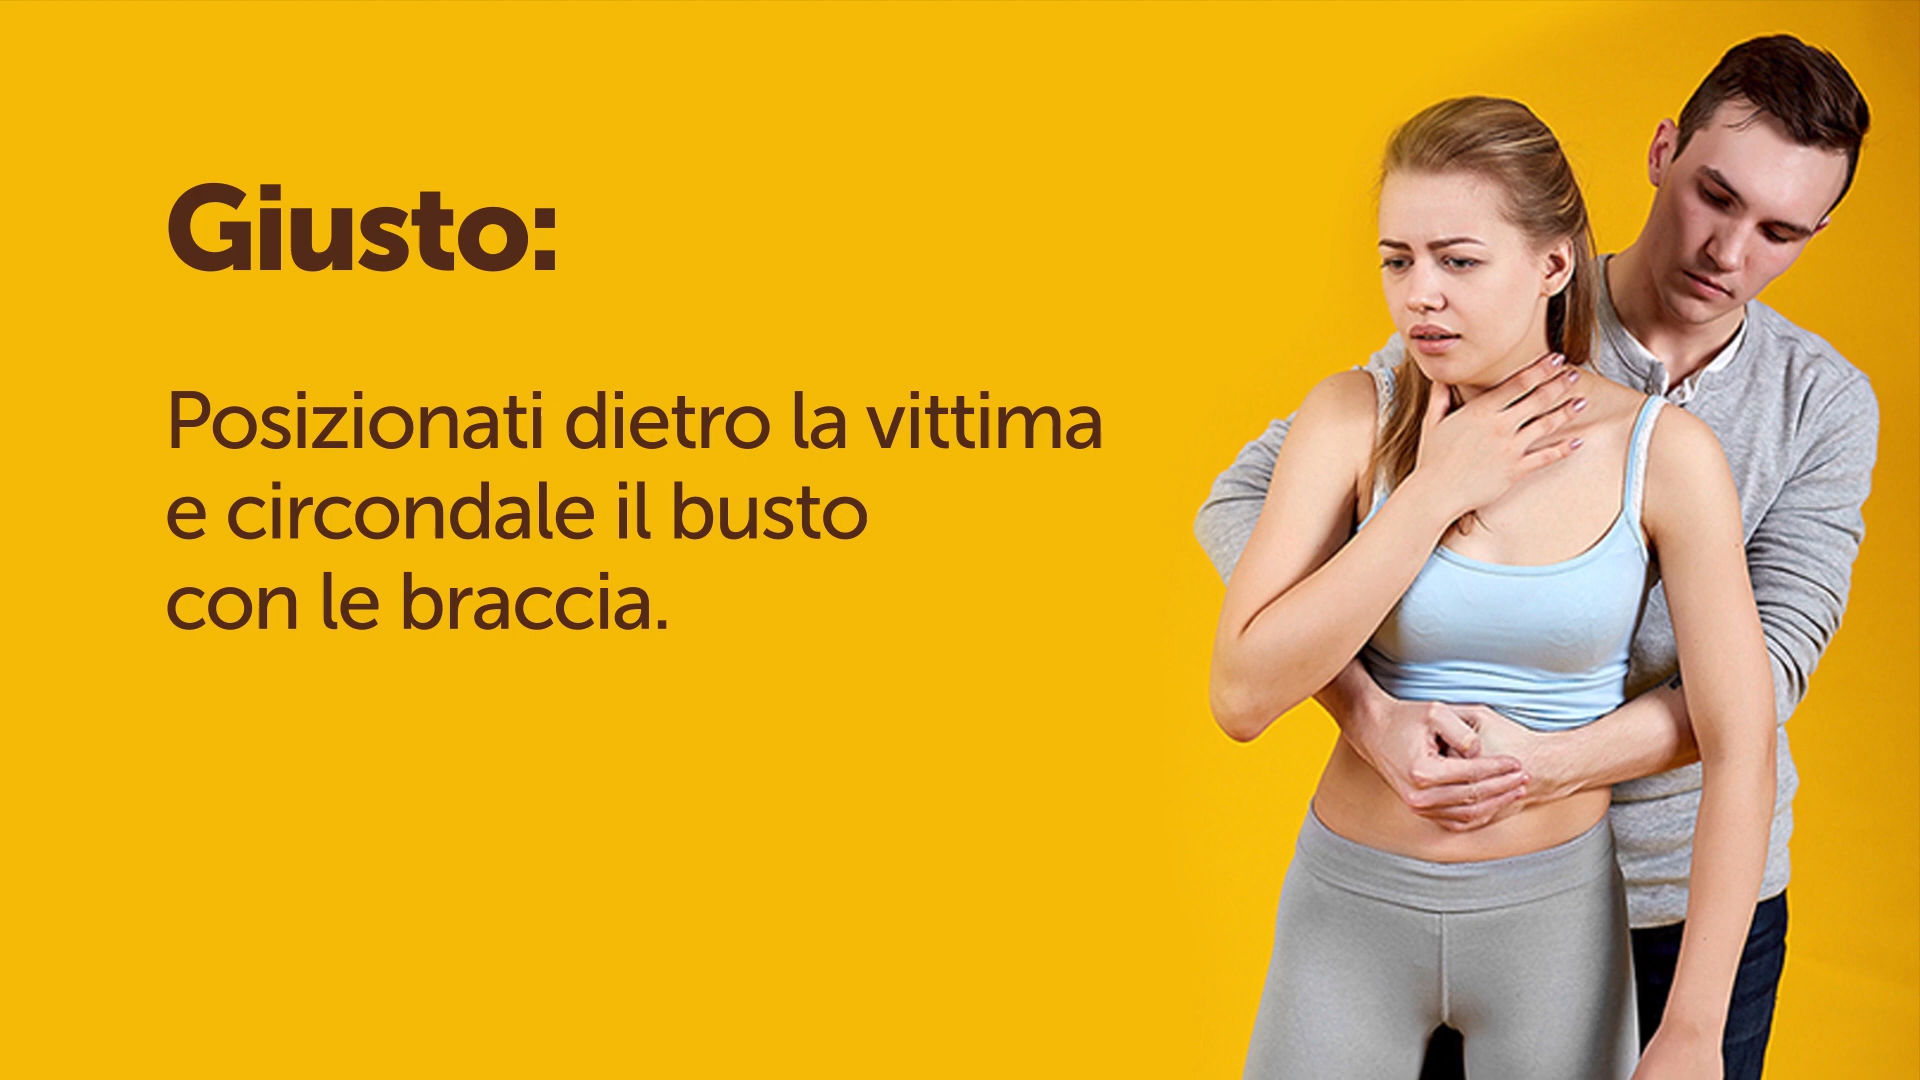 Giusto:
Posizionati dietro la vittima
e circondale il busto
con le braccia.